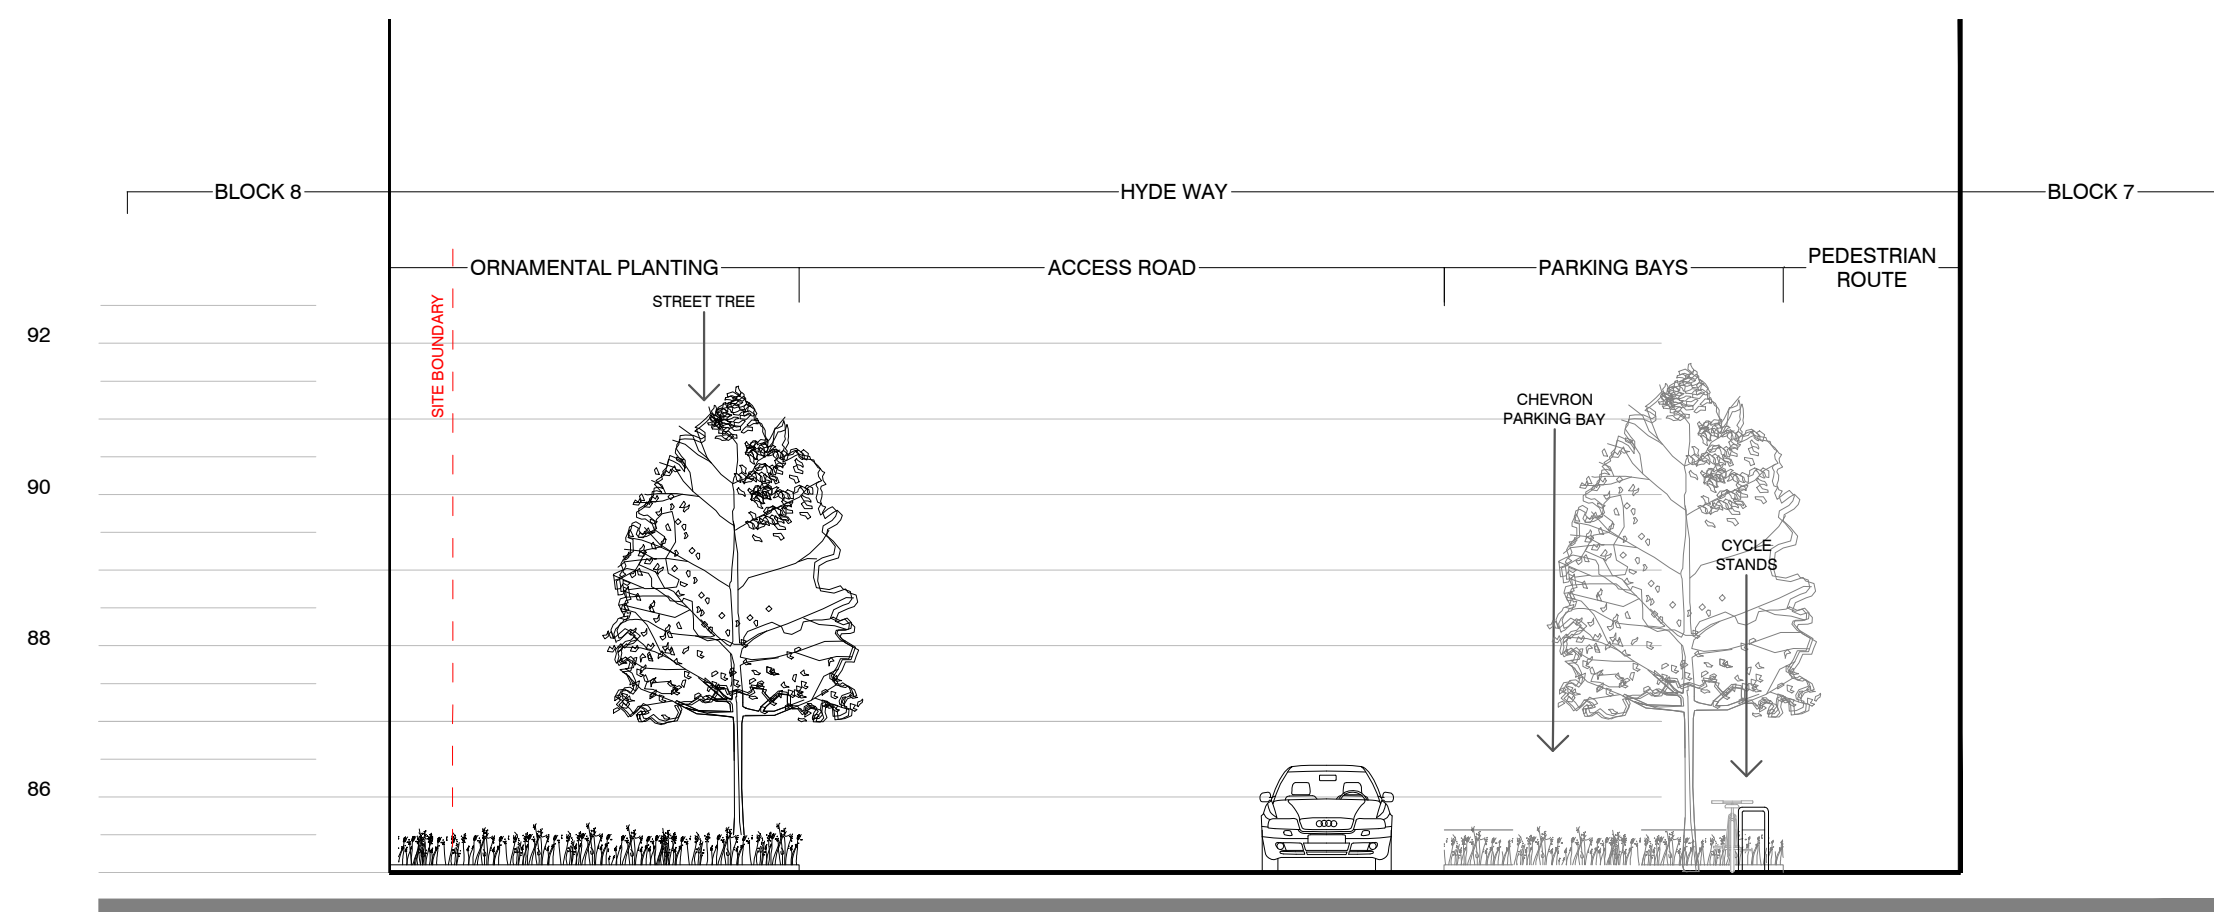 BLOCK 8
HYDE WAY
BLOCK 7
ORNAMENTAL PLANTING
ACCESS ROAD
PARKING BAYS
PEDESTRIAN
ROUTE
STREET TREE
SITE BOUNDARY
92
CHEVRON
PARKING BAY
90
CYCLE
STANDS
88
86